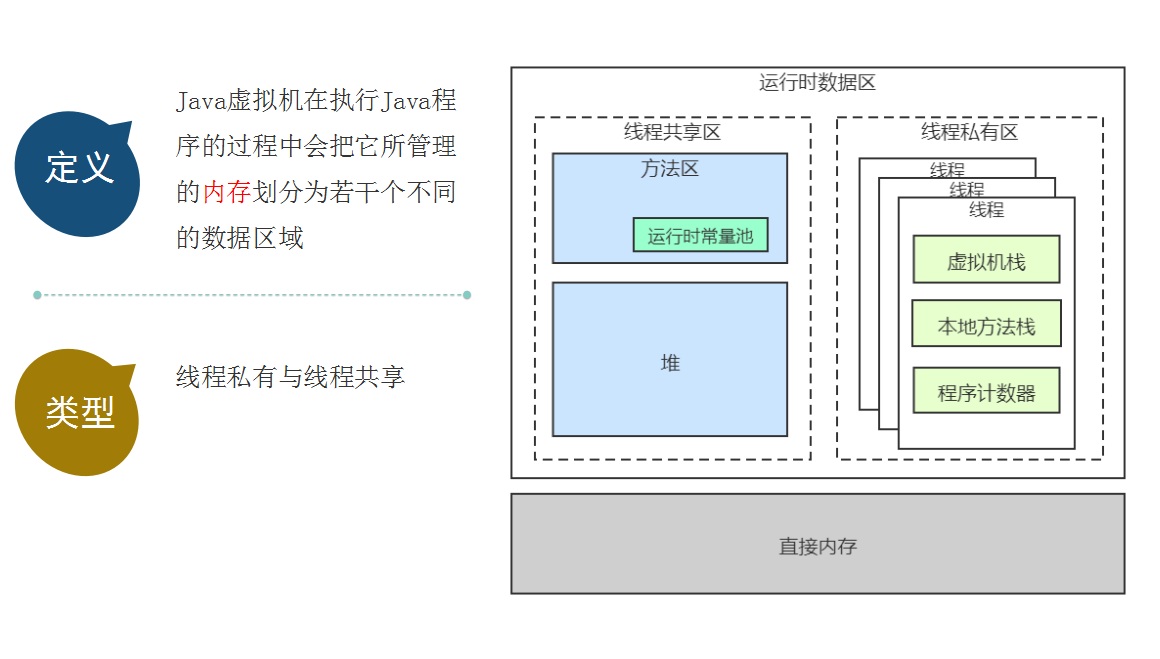 定义
Java虚拟机在执行Java程
序的过程中会把它所管理
的内存划分为若干个不同
的数据区域
类型
线程私有与线程共享
运行时数据区
线程共享区
方法区
运行时常量池
堆
线程私有区
线程
线程
线程
虚拟机栈
本地方法栈
程序计数器
直接内存